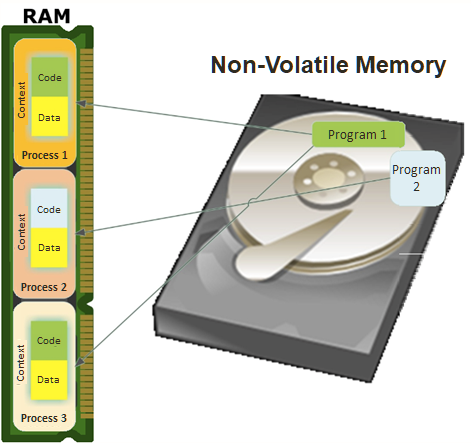 RAM
Non-Volatile Memory
Context
Code
Data
Process 1
Context
Code
Data
Process 2
Context
Code
Data
Process 3
Program 1
Program
2